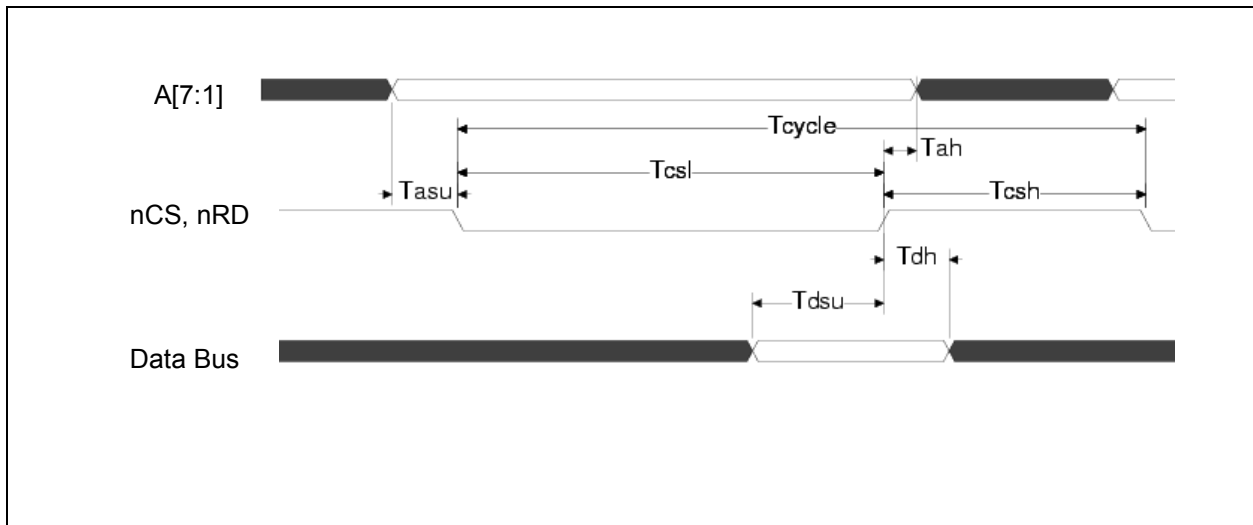 A[7:1]
Tcycle
Tah
Tcsl
Tasu
Tcsh
nCS, nRD
Tdh
Tdsu
Data Bus